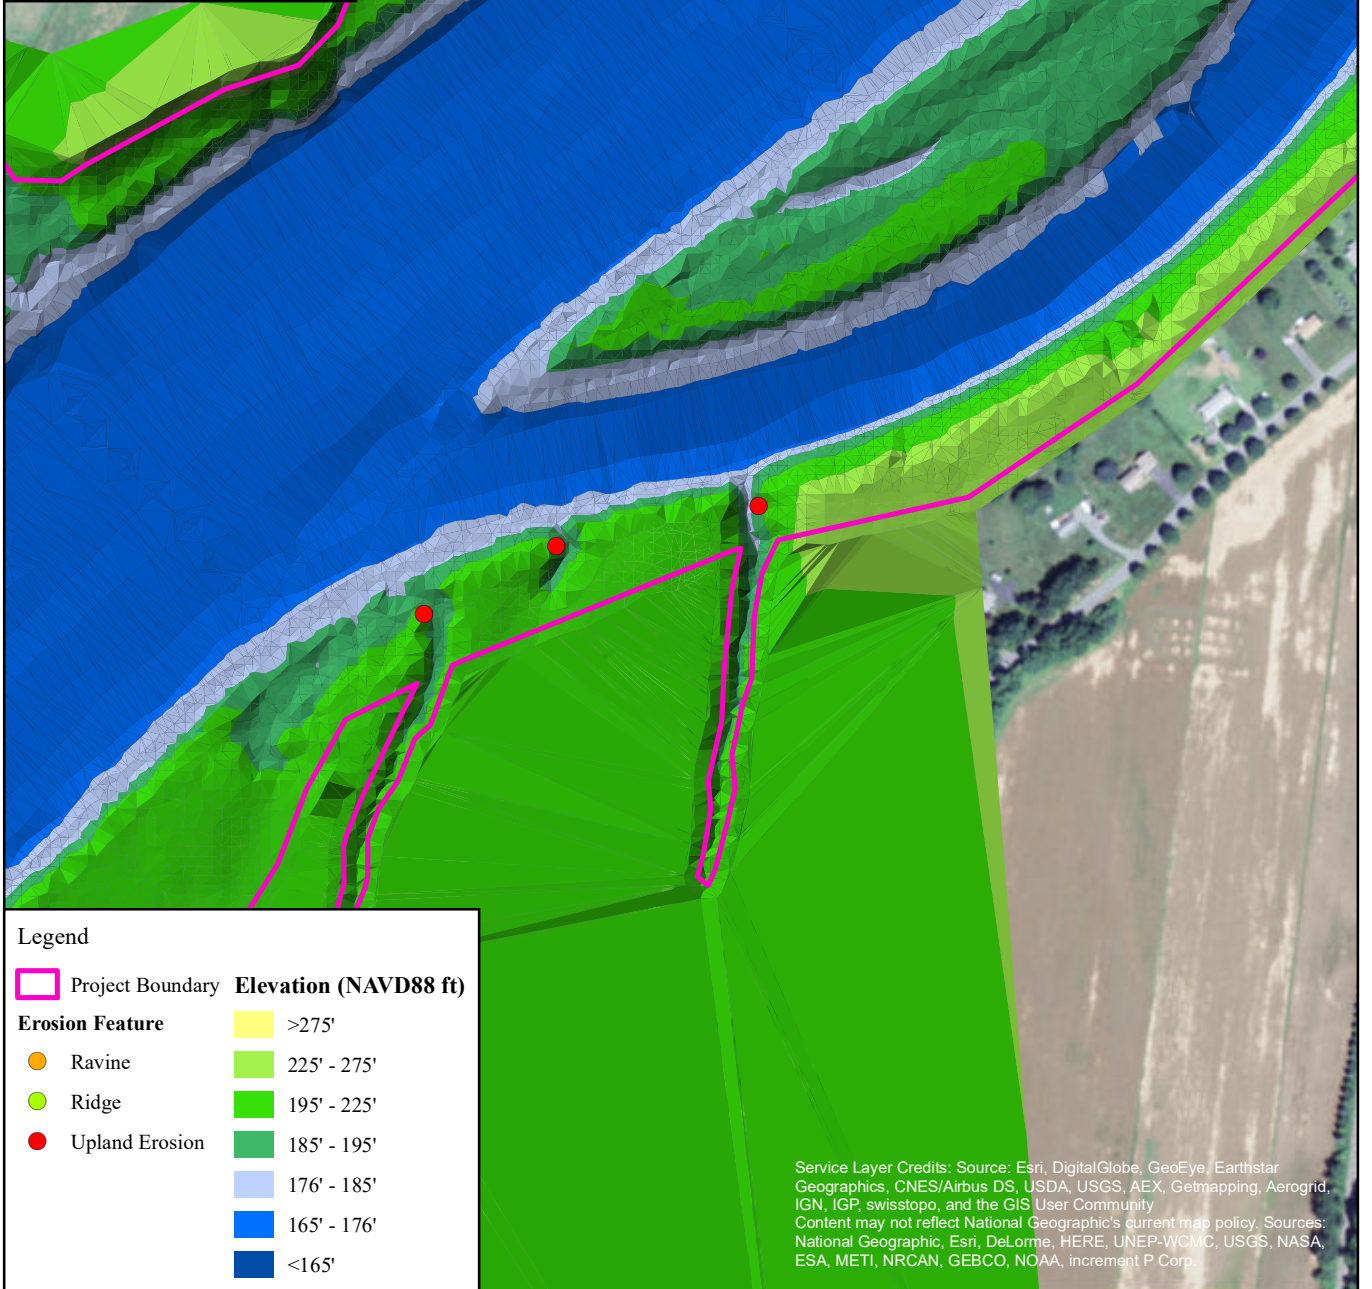 Legend
Project Boundary
Erosion Feature
Ravine
Ridge
Upland Erosion
Elevation (NAVD88 ft)
>275'
225' - 275'
195' - 225'
185' - 195'
176' - 185'
165' - 176'
<165'
Service Layer Credits: Source: Esri, DigitalGlobe, GeoEye, Earthstar
Geographics, CNES/Airbus DS, USDA, USGS, AEX, Getmapping, Aerogrid,
IGN, IGP, swisstopo, and the GIS User Community
Content may not reflect National Geographic's current map policy. Sources:
National Geographic, Esri, DeLorme, HERE, UNEP-WCMC, USGS, NASA,
ESA, METI, NRCAN, GEBCO, NOAA, increment P Corp.